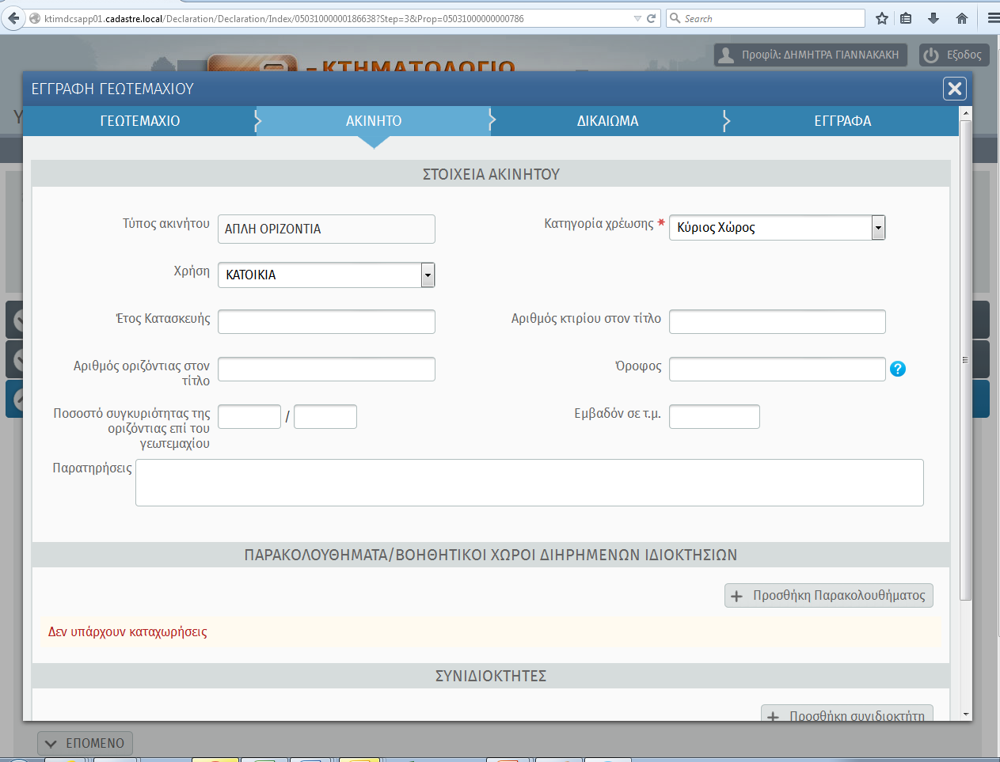 ktimdcsapp01.cadastre.local/Declaration/Declaration/Index/05031000000186638?Step=3&Prop=05031000000000786
Search
- ΚΤΗΜΑΤΟΛΟΓΙΟ
Προφίλ: ΔΗΜΗΤΡΑ ΓΙΑΝΝΑΚΑΚΗ
Εξοδος
ΕΓΓΡΑΦΗ ΓΕΩΤΕΜΑΧΙΟΥ
ΓΕΩΤΕΜΑΧΙΟ
ΑΚΙΝΗΤΟ
ΔΙΚΑΙΩΜΑ
ΕΓΓΡΑΦΑ
ΣΤΟΙΧΕΙΑ ΑΚΙΝΗΤΟΥ
Τύπος ακινήτου
ΑΠΛΗ ΟΡΙΖΟΝΤΙΑ
Κατηγορία χρέωσης *
Κύριος Χώρος
Χρήση
ΚΑΤΟΙΚΙΑ
Έτος Κατασκευής
Αριθμός κτιρίου στον τίτλο
Αριθμός οριζόντιας στον
τίτλο
Όροφος
?
Ποσοστό συγκυριότητας της
οριζόντιας επί του
γεωτεμαχίου
/
Εμβαδόν σε τ.μ.
Παρατηρήσεις
ΠΑΡΑΚΟΛΟΥΘΗΜΑΤΑ/ΒΟΗΘΗΤΙΚΟΙ ΧΩΡΟΙ ΔΙΗΡΗΜΕΝΩΝ ΙΔΙΟΚΤΗΣΙΩΝ
+ Προσθήκη Παρακολουθήματος
Δεν υπάρχουν καταχωρήσεις
ΣΥΝΙΔΙΟΚΤΗΤΕΣ
+ Προσθήκη συνιδιοκτήτη
ΕΠΟΜΕΝΟ